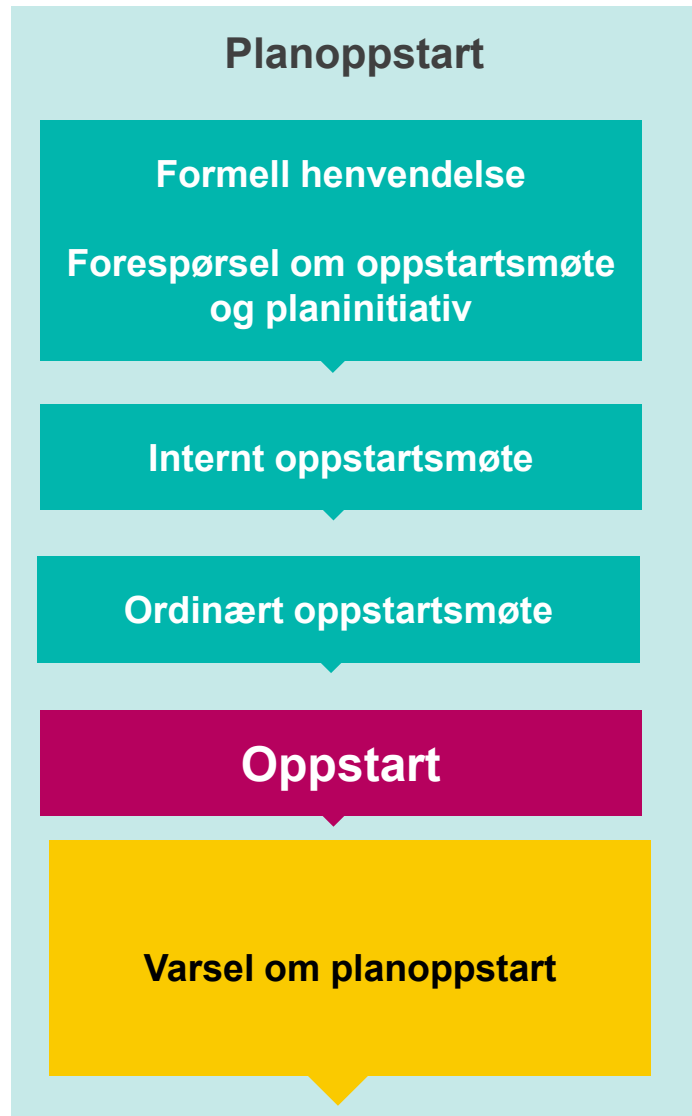 Planoppstart
Formell henvendelse
Forespørsel om oppstartsmøte
og planinitiativ
Internt oppstartsmøte
Ordinært oppstartsmøte
Oppstart
Varsel om planoppstart